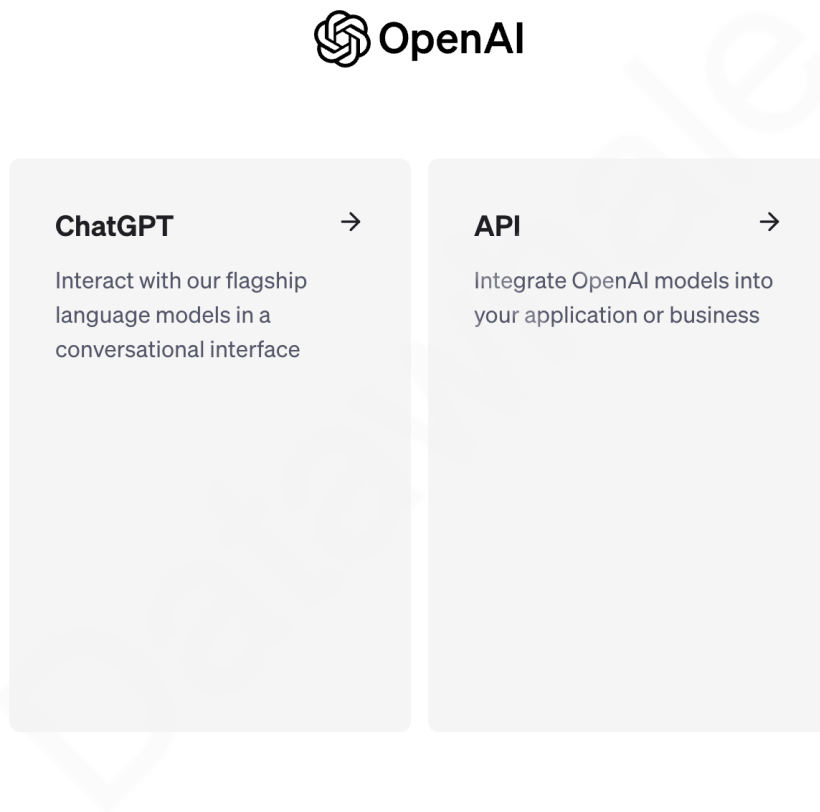 OpenAI
ChatGPT
Interact with our flagship
language models in a
conversational interface
API
Integrate OpenAI models into
your application or business
Datawhale